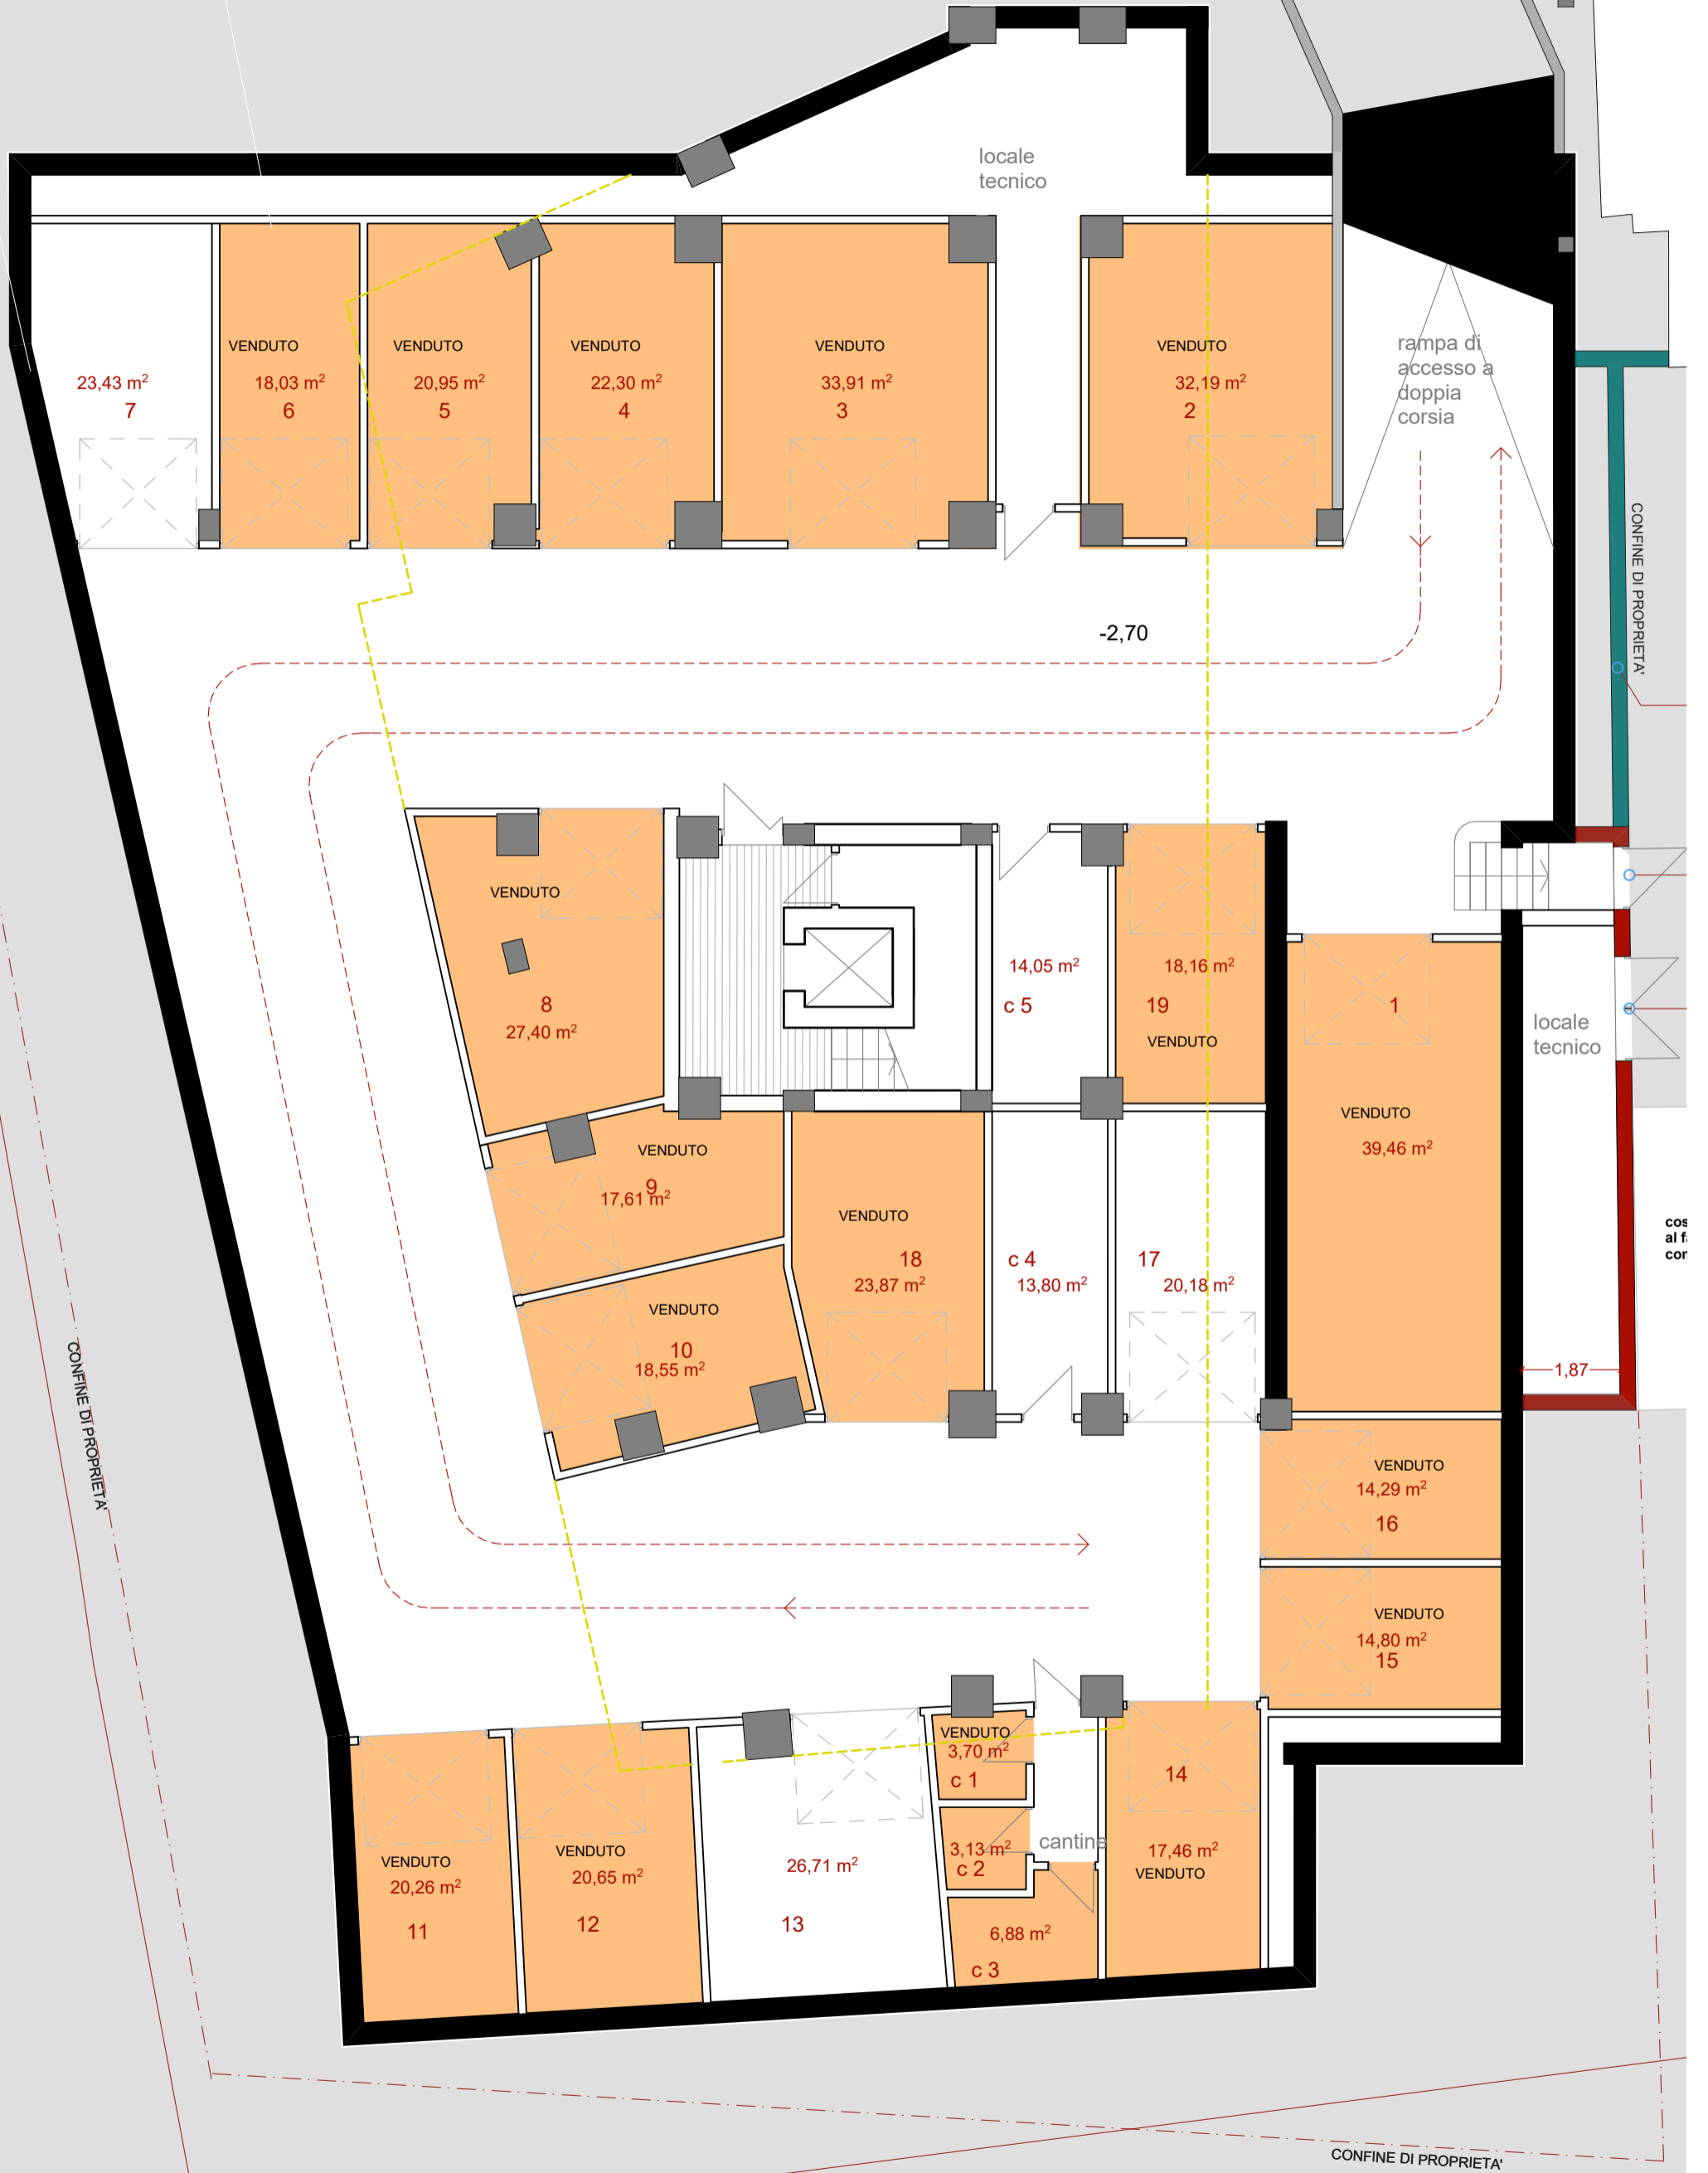 locale
tecnico
VENDUTO
VENDUTO
VENDUTO
VENDUTO
VENDUTO
rampa di
accesso a
doppia
corsia
23,43 m²
18,03 m²
20,95 m²
22,30 m²
33,91 m²
32,19 m²
7
6
5
4
3
2
CONFINE DI PROPRIETA'
-2,70
VENDUTO
8
27,40 m²
14,05 m²
c 5
18,16 m²
19
VENDUTO
1
locale
tecnico
VENDUTO
39,46 m²
VENDUTO
9
17,61 m²
VENDUTO
18
23,87 m²
c 4
13,80 m²
17
20,18 m²
cos
al f
con
VENDUTO
10
18,55 m²
1,87
CONFINE DI PROPRIETA'
VENDUTO
14,29 m²
16
VENDUTO
14,80 m²
15
VENDUTO
3,70 m²
c 1
14
3,13 m²
c 2
cantine
17,46 m²
VENDUTO
VENDUTO
20,26 m²
11
VENDUTO
20,65 m²
12
26,71 m²
13
6,88 m²
c 3
CONFINE DI PROPRIETA'